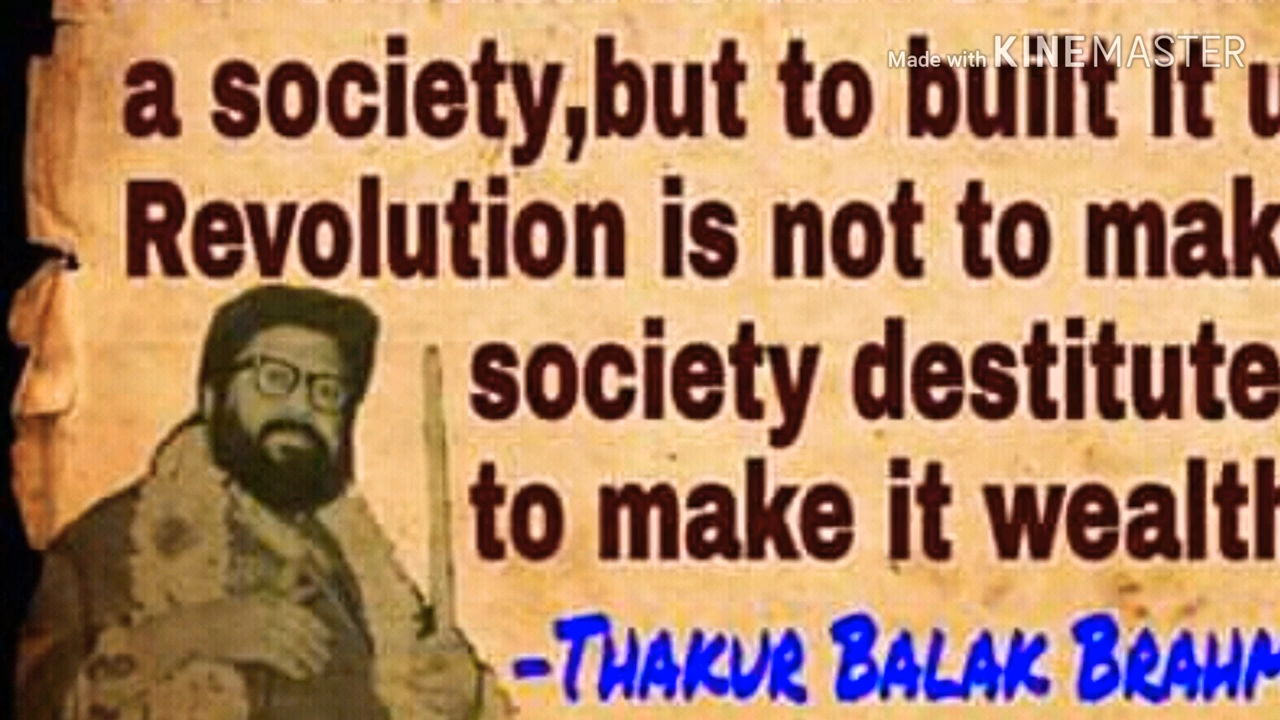 Made with KINEMASTER
a society,but to built it u
Revolution is not to mak
society destitute
to make it wealth
-THAKUR BALAK BRAHM